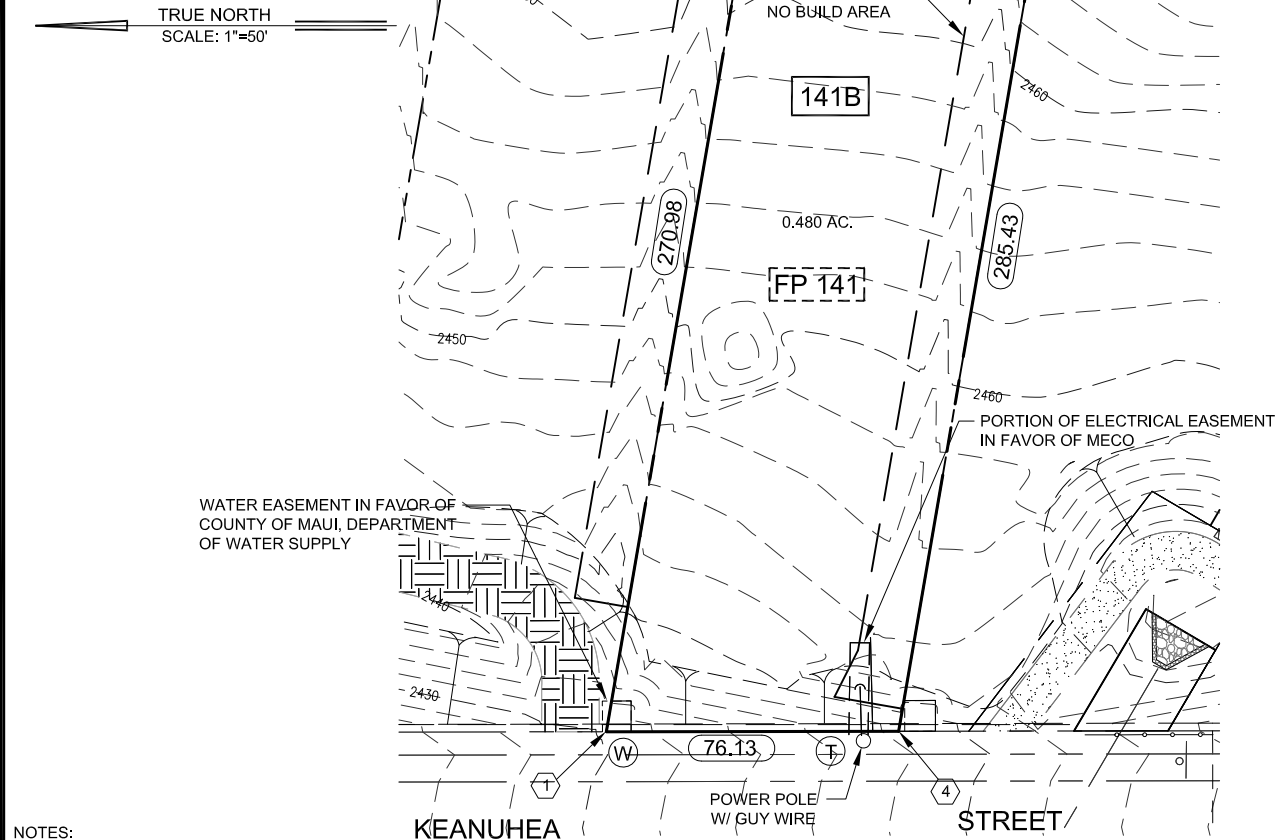 TRUE NORTH
SCALE: 1"=50'
NO BUILD AREA
141B
2460
270.98
0.480 AC.
285.43
FP 141
2450
2460
PORTION OF ELECTRICAL EASEMENT
IN FAVOR OF MECO
WATER EASEMENT IN FAVOR OF
COUNTY OF MAUI, DEPARTMENT
OF WATER SUPPLY
2440
2430
W
76.13
T
1
4
POWER POLE
W/ GUY WIRE
KEANUHEA STREET
NOTES: